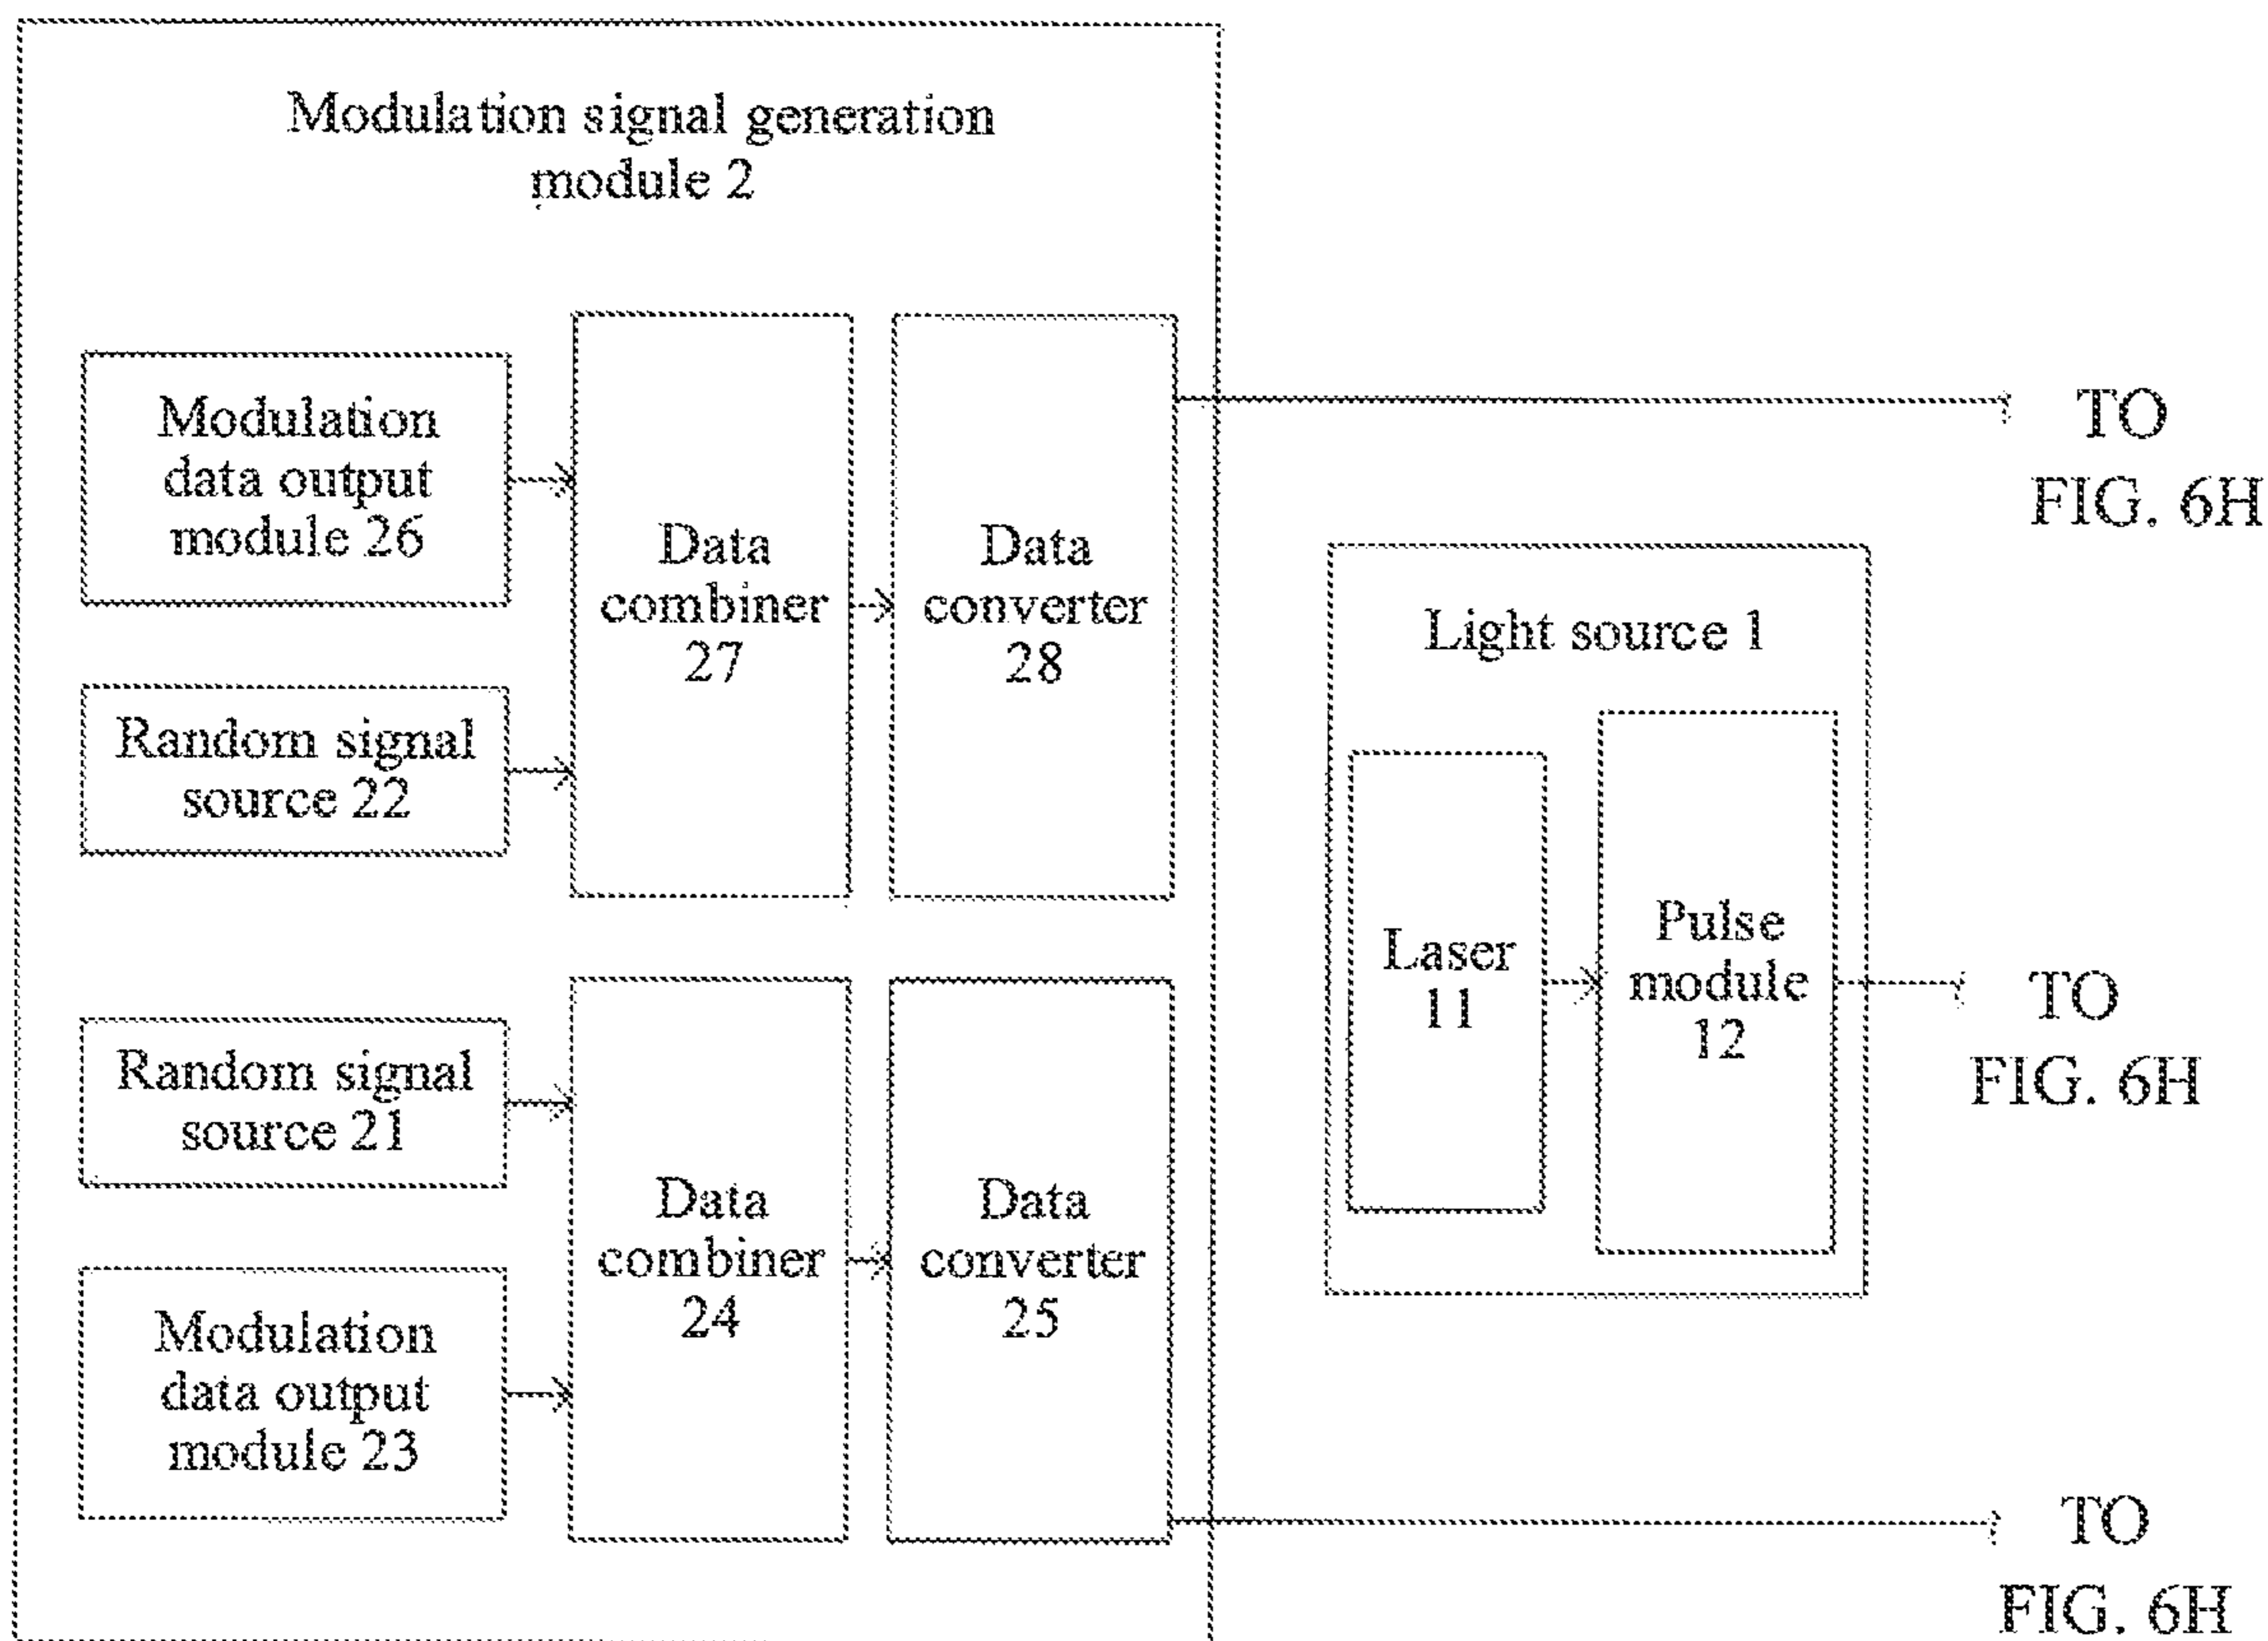 Modulation signal generation
module 2
Modulation
data output
module 26
Random signal
source 22
Data
combiner
27
Data
converter
28
Random signal
source 21
Modulation
data output
module 23
Data
combiner
24
Data
converter
25
Light source 1
Laser
11
Pulse
module
12
TO
FIG. 6H
TO
FIG. 6H
TO
FIG. 6H